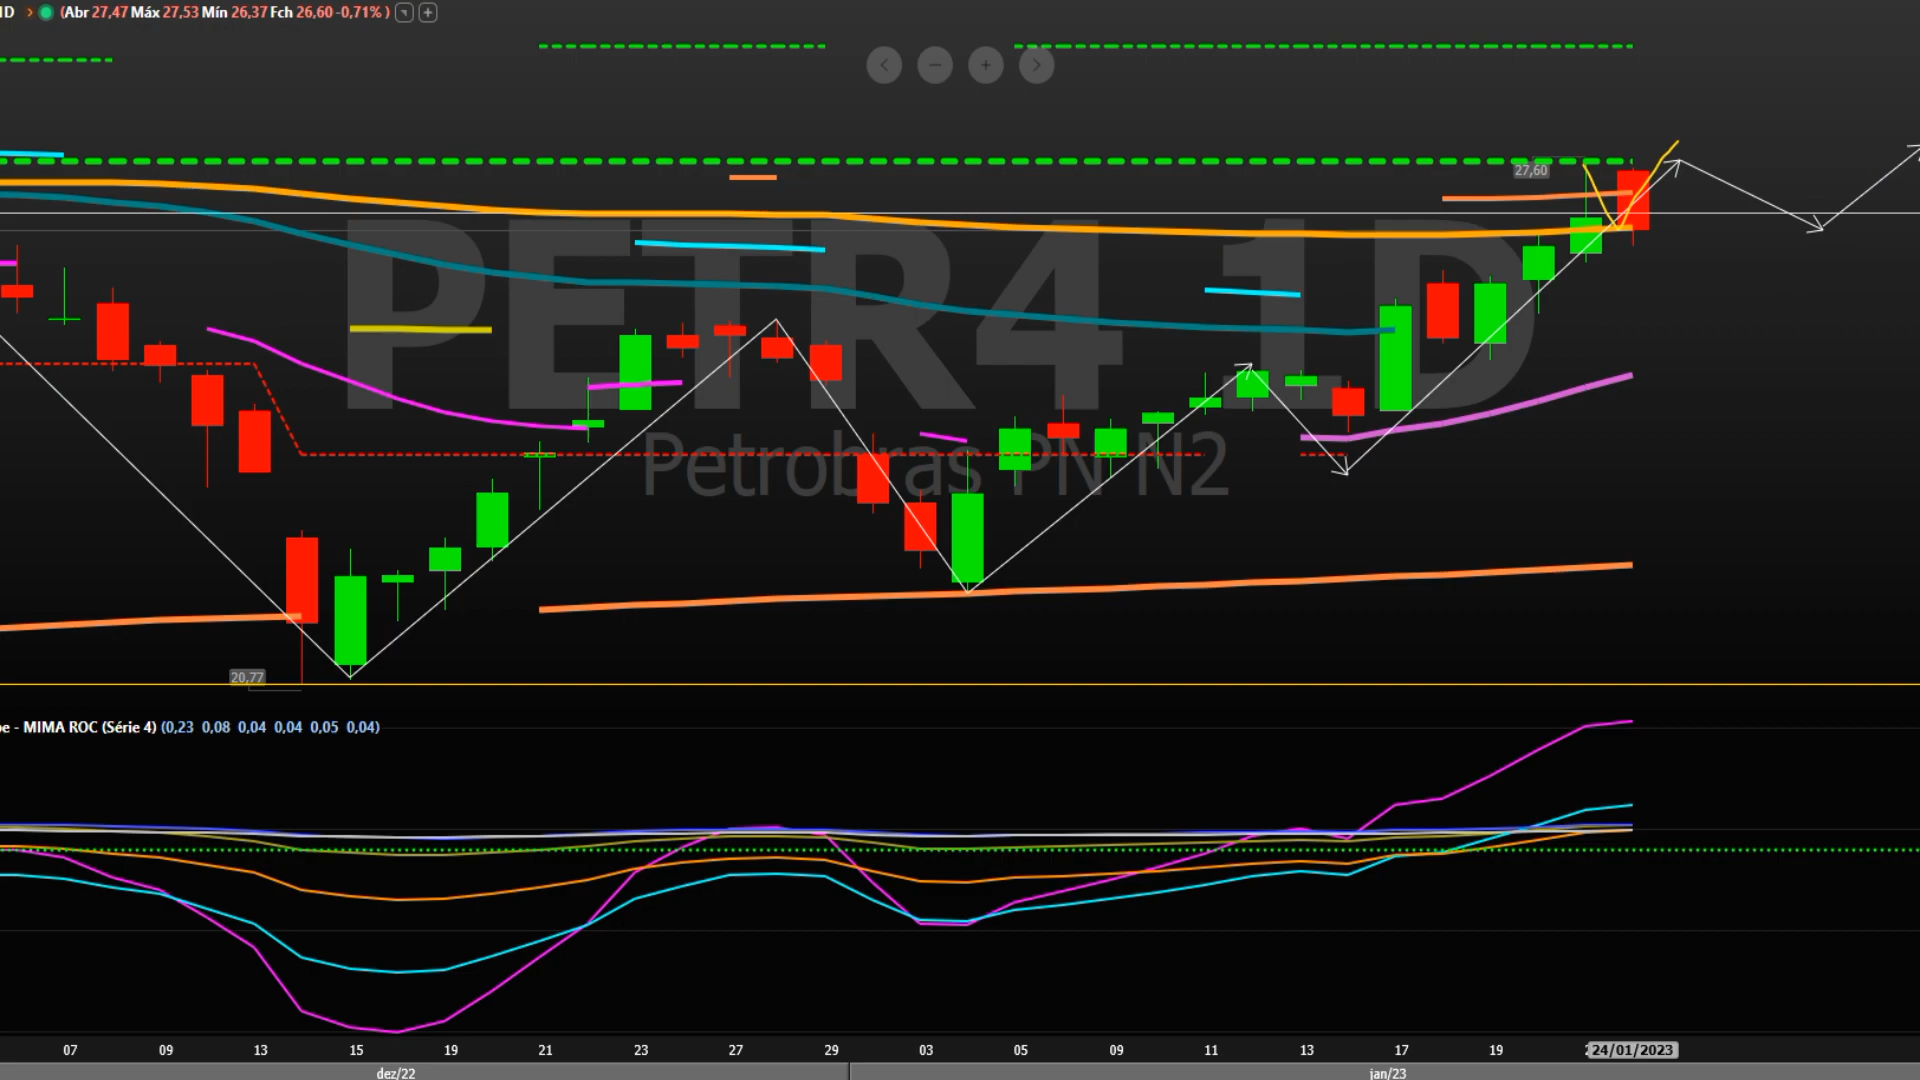 (Abr 27,47 Máx 27,53 Mín 26,37 Fch 26,60 -0,71% )
27,60
PETR4 1D
Petrobras PN N2
20,77
- MIMA ROC (Série 4) (0,23 0,08 0,04 0,04 0,05 0,04)
07 09 13 15 19 21 23 27 29 03 05 09 11 13 17 19 24/01/2023
dez/22 jan/23